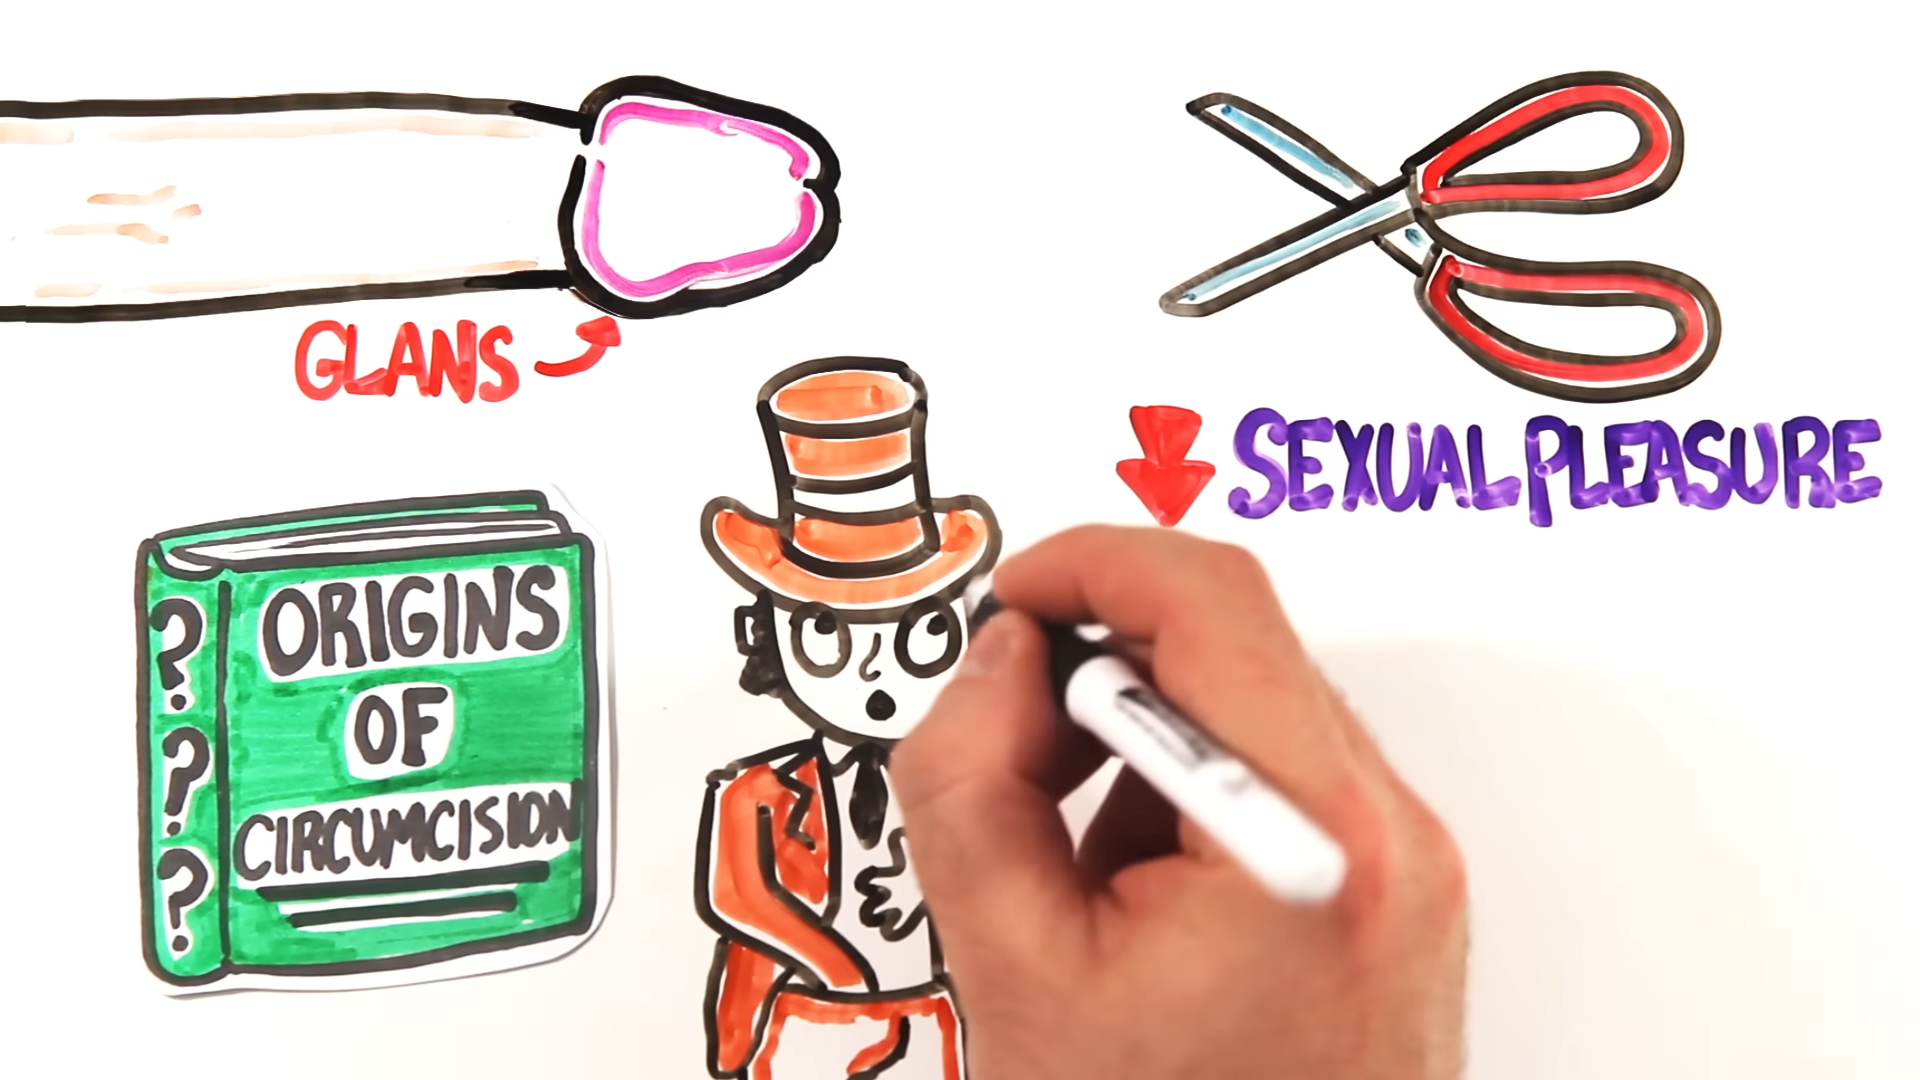 GLANS
SEXUAL PLEASURE
? ? ?
ORIGINS
OF
CIRCUMCISION